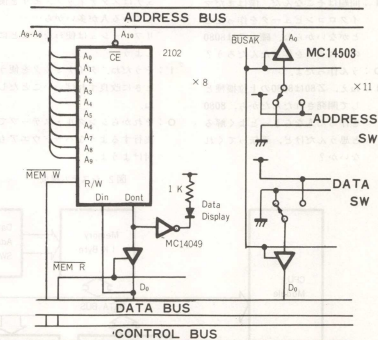 ADDRESS BUS
A9-A0
A10
CE
2102
A0
A1
A2
A3
A4
A5
A6
A7
A8
A9
R/W
Din Dont
×8
MEM W
MEM R
1 K
Data
Display
MC14049
D0
BUSAK
A0
MC14503
×11
ADDRESS
SW
DATA
SW
D0
DATA BUS
CONTROL BUS